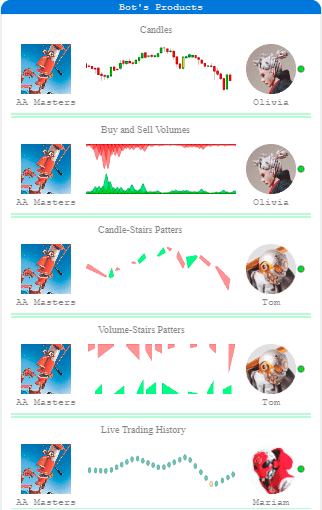 Bot's Products
Candles
AA Masters
Olivia
Buy and Sell Volumes
AA Masters
Olivia
Candle-Stairs Patters
AA Masters
Tom
Volume-Stairs Patters
AA Masters
Tom
Live Trading History
AA Masters
Mariam